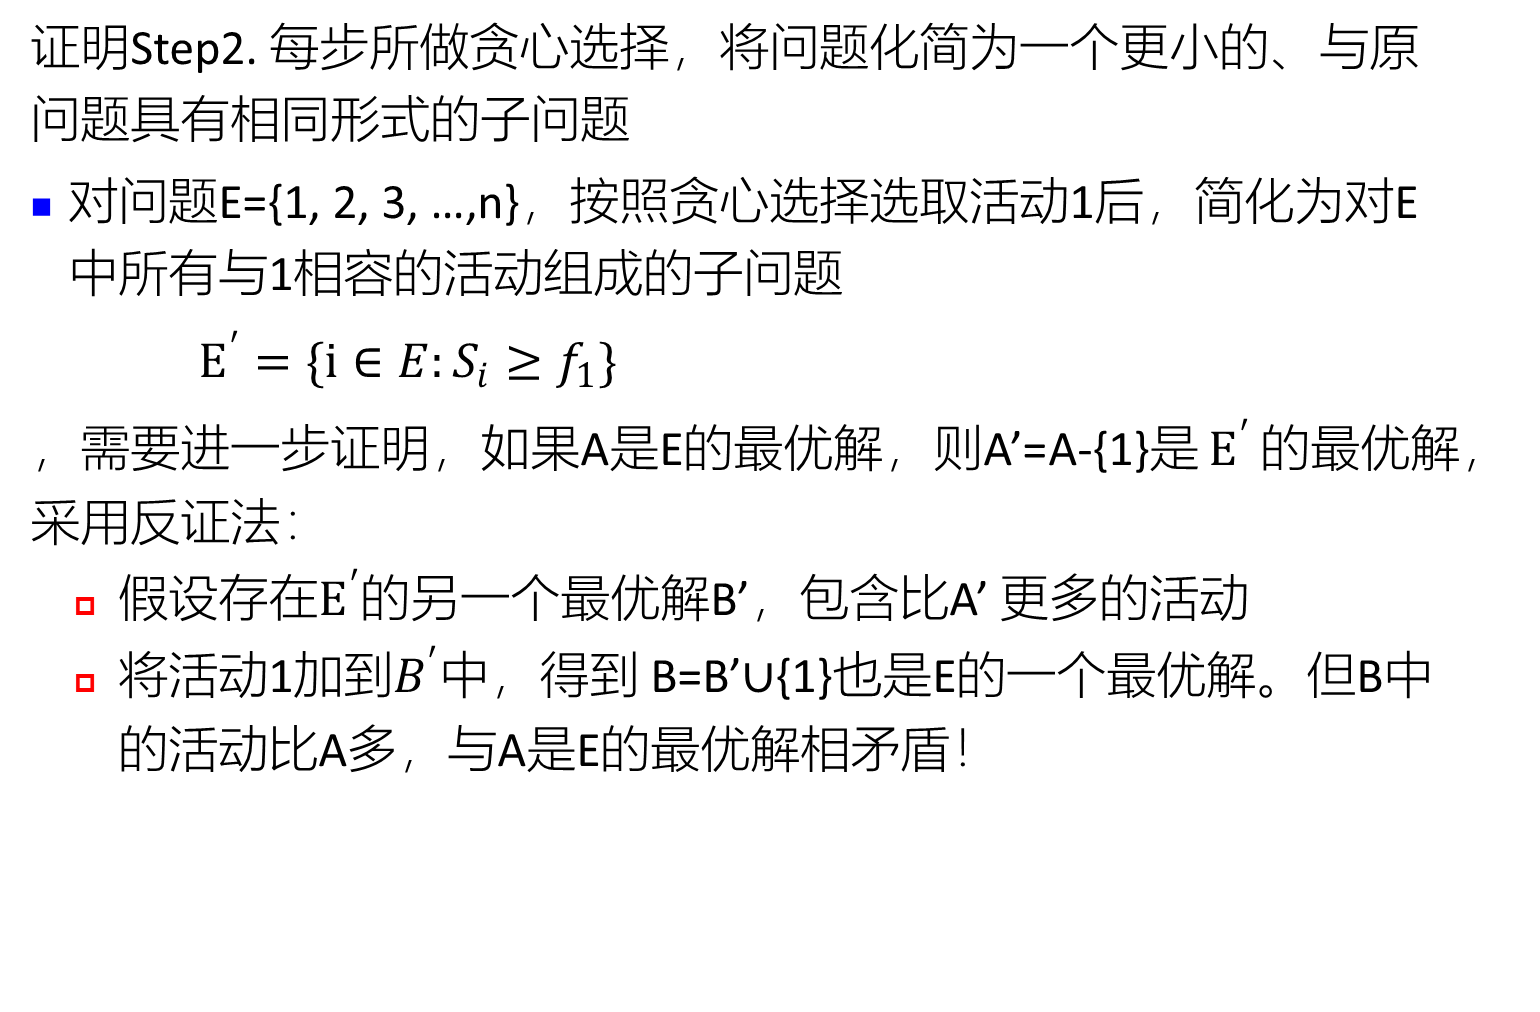 证明Step2. 每步所做贪心选择，将问题化简为一个更小的、与原
问题具有相同形式的子问题
对问题E={1, 2, 3, …,n}，按照贪心选择选取活动1后，简化为对E
中所有与1相容的活动组成的子问题
E′ = {i ∈ E: Sᵢ ≥ f₁}
，需要进一步证明，如果A是E的最优解，则A’=A-{1}是 E′ 的最优解，
采用反证法：
假设存在E′的另一个最优解B’，包含比A’ 更多的活动
将活动1加到B′中，得到 B=B’∪{1}也是E的一个最优解。但B中
的活动比A多，与A是E的最优解相矛盾！